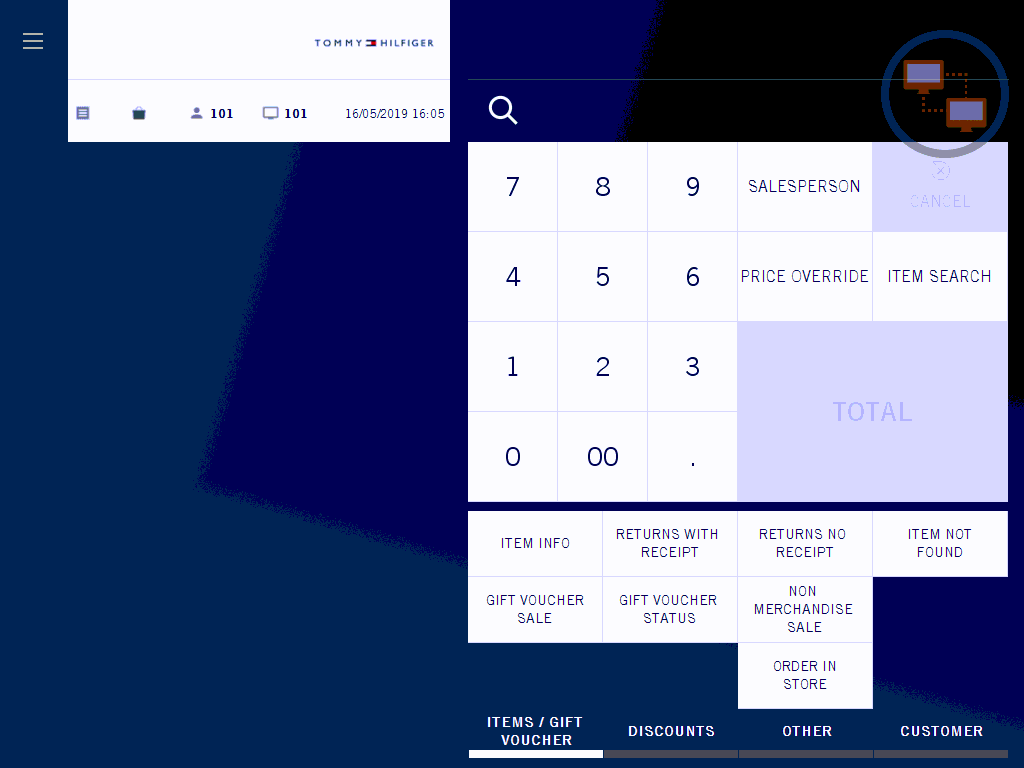 TOMMY HILFIGER
101 101 16/05/2019 16:05
7 8 9 SALESPERSON CANCEL
4 5 6 PRICE OVERRIDE ITEM SEARCH
1 2 3
TOTAL
0 00 .
ITEM INFO
RETURNS WITH
RECEIPT
RETURNS NO
RECEIPT
ITEM NOT
FOUND
GIFT VOUCHER
SALE
GIFT VOUCHER
STATUS
NON
MERCHANDISE
SALE
ORDER IN
STORE
ITEMS / GIFT
VOUCHER
DISCOUNTS
OTHER
CUSTOMER